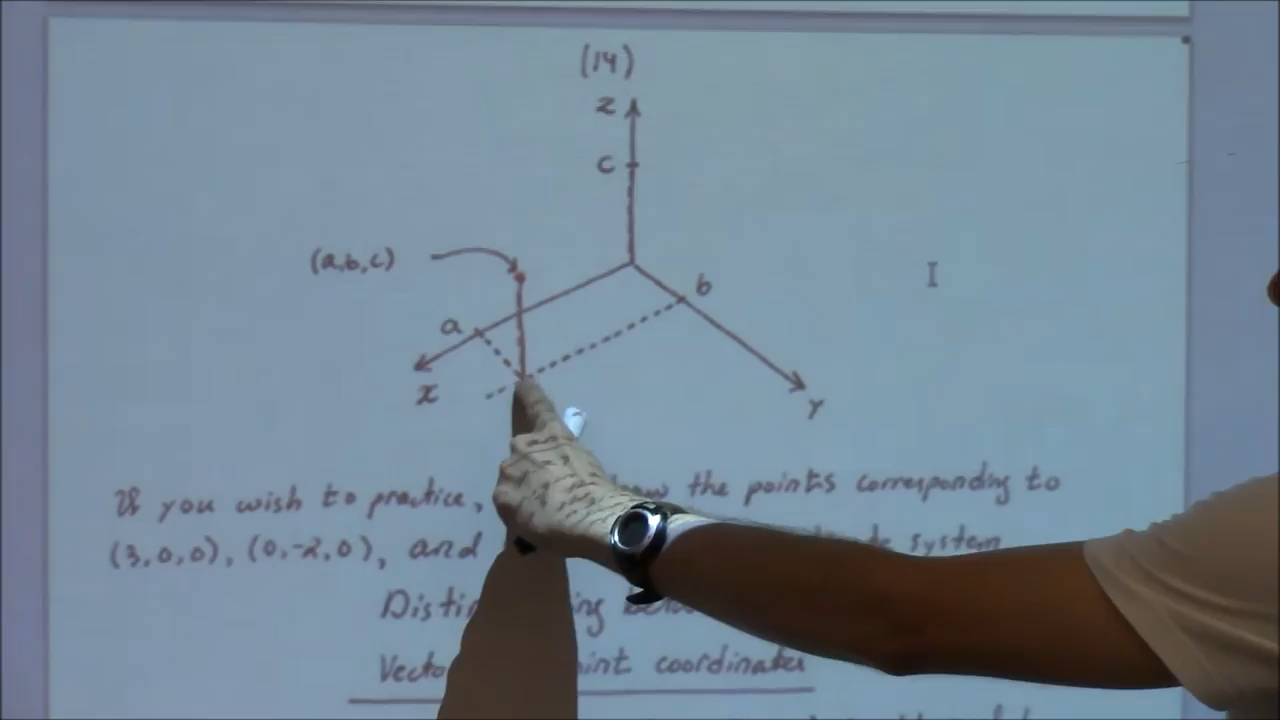 (14)
z
c
(a,b,c)
b
a
x
Y
If you wish to practice, the points corresponding to
(3,0,0), (0,-2,0), and system
Vecto int coordinates